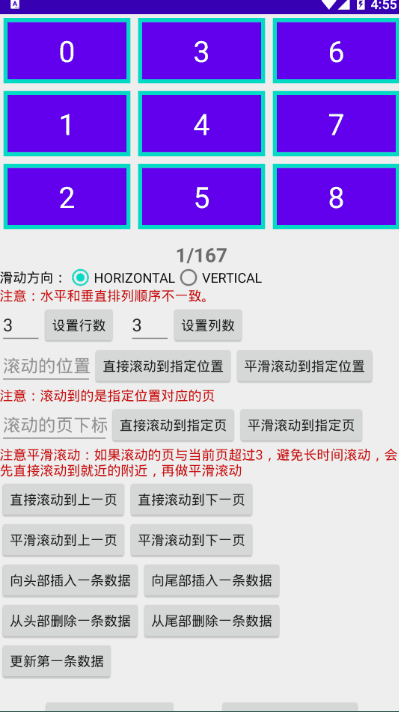 4:55
0 3 6
1 4 7
2 5 8
1/167
滑动方向： HORIZONTAL VERTICAL
注意：水平和垂直排列顺序不一致。
3 设置行数 3 设置列数
滚动的位置 直接滚动到指定位置 平滑滚动到指定位置
注意：滚动到的是指定位置对应的页
滚动的页下标 直接滚动到指定页 平滑滚动到指定页
注意平滑滚动：如果滚动的页与当前页超过3，避免长时间滚动，会
先直接滚动到就近的附近，再做平滑滚动
直接滚动到上一页 直接滚动到下一页
平滑滚动到上一页 平滑滚动到下一页
向头部插入一条数据 向尾部插入一条数据
从头部删除一条数据 从尾部删除一条数据
更新第一条数据